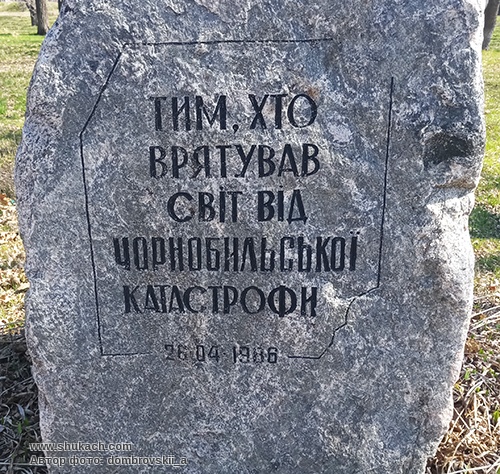 ТИМ, ХТО
ВРЯТУВАВ
СВІТ ВІД
ЧОРНОБИЛЬСЬКОЇ
КАТАСТРОФИ
26.04 1986
www.shukach.com
Автор фото: dombrovskii_a